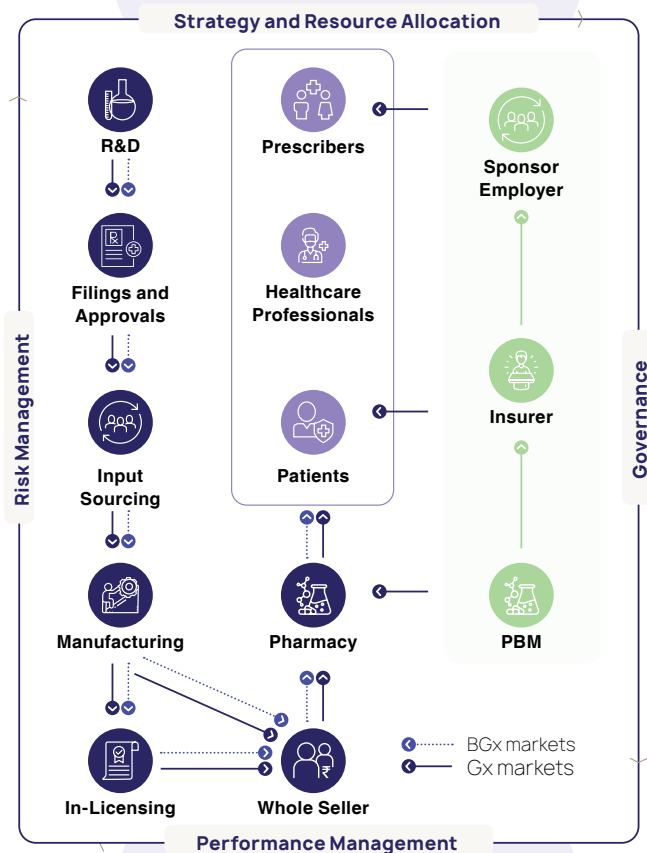 Strategy and Resource Allocation
R&D
Prescribers
Sponsor
Employer
Filings and
Approvals
Healthcare
Professionals
Insurer
Risk Management
Governance
Input
Sourcing
Patients
Manufacturing
Pharmacy
PBM
In-Licensing
Whole Seller
BGx markets
Gx markets
Performance Management